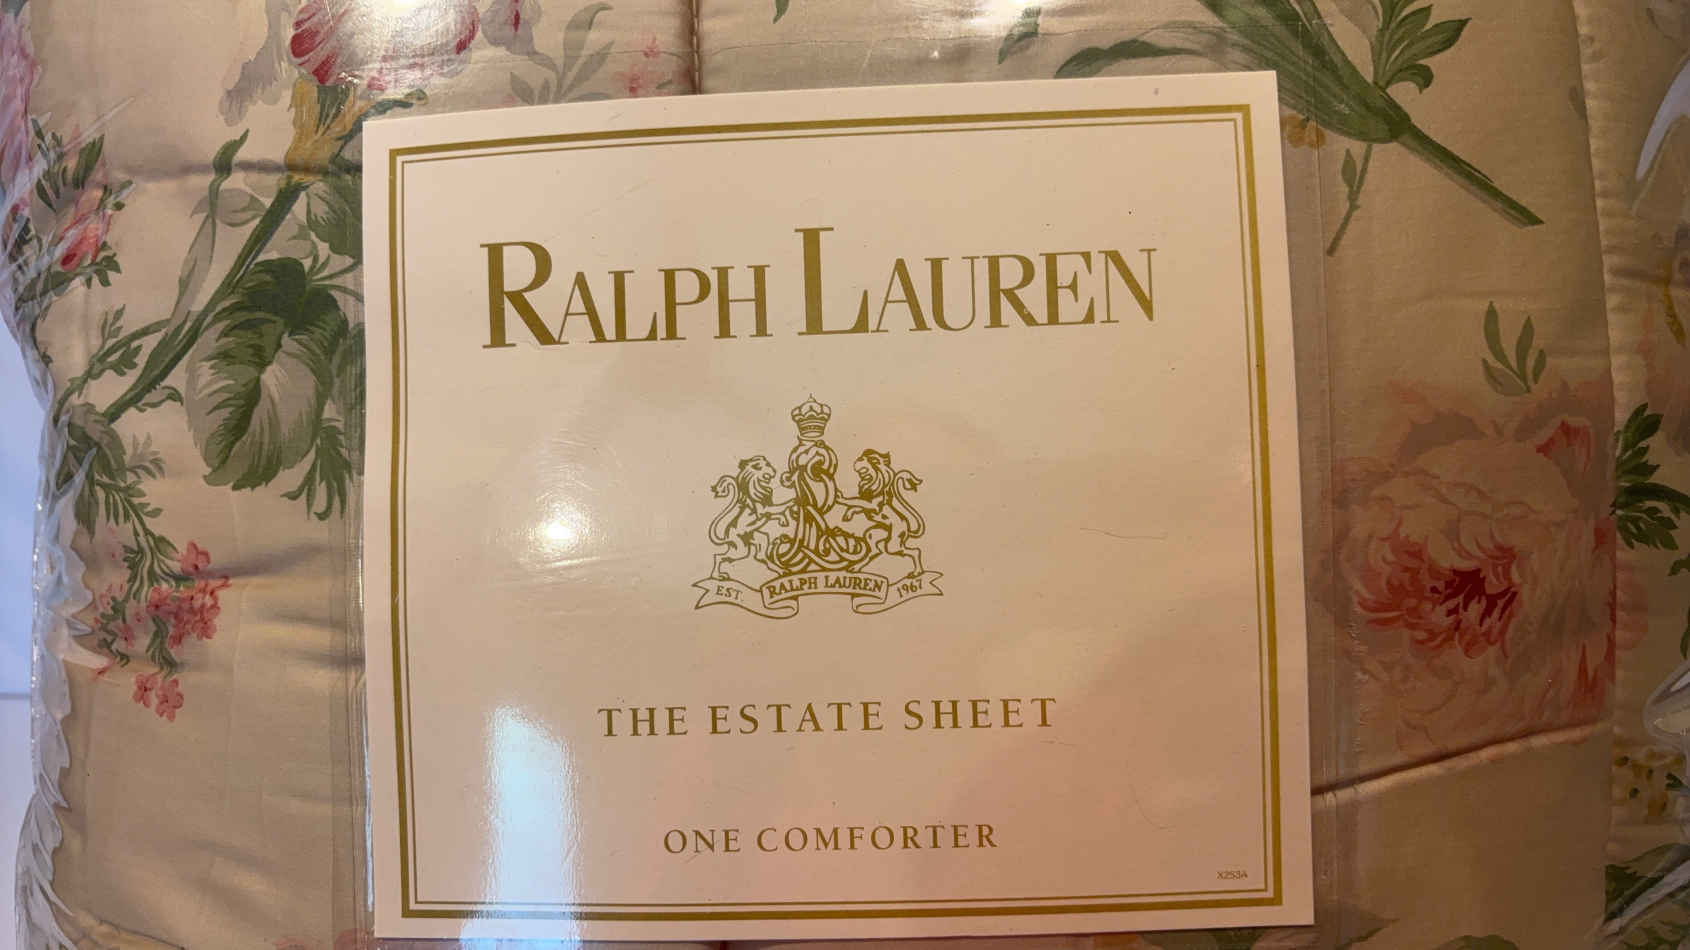 RALPH LAUREN
EST. RALPH LAUREN 1967
THE ESTATE SHEET
ONE COMFORTER
X253A